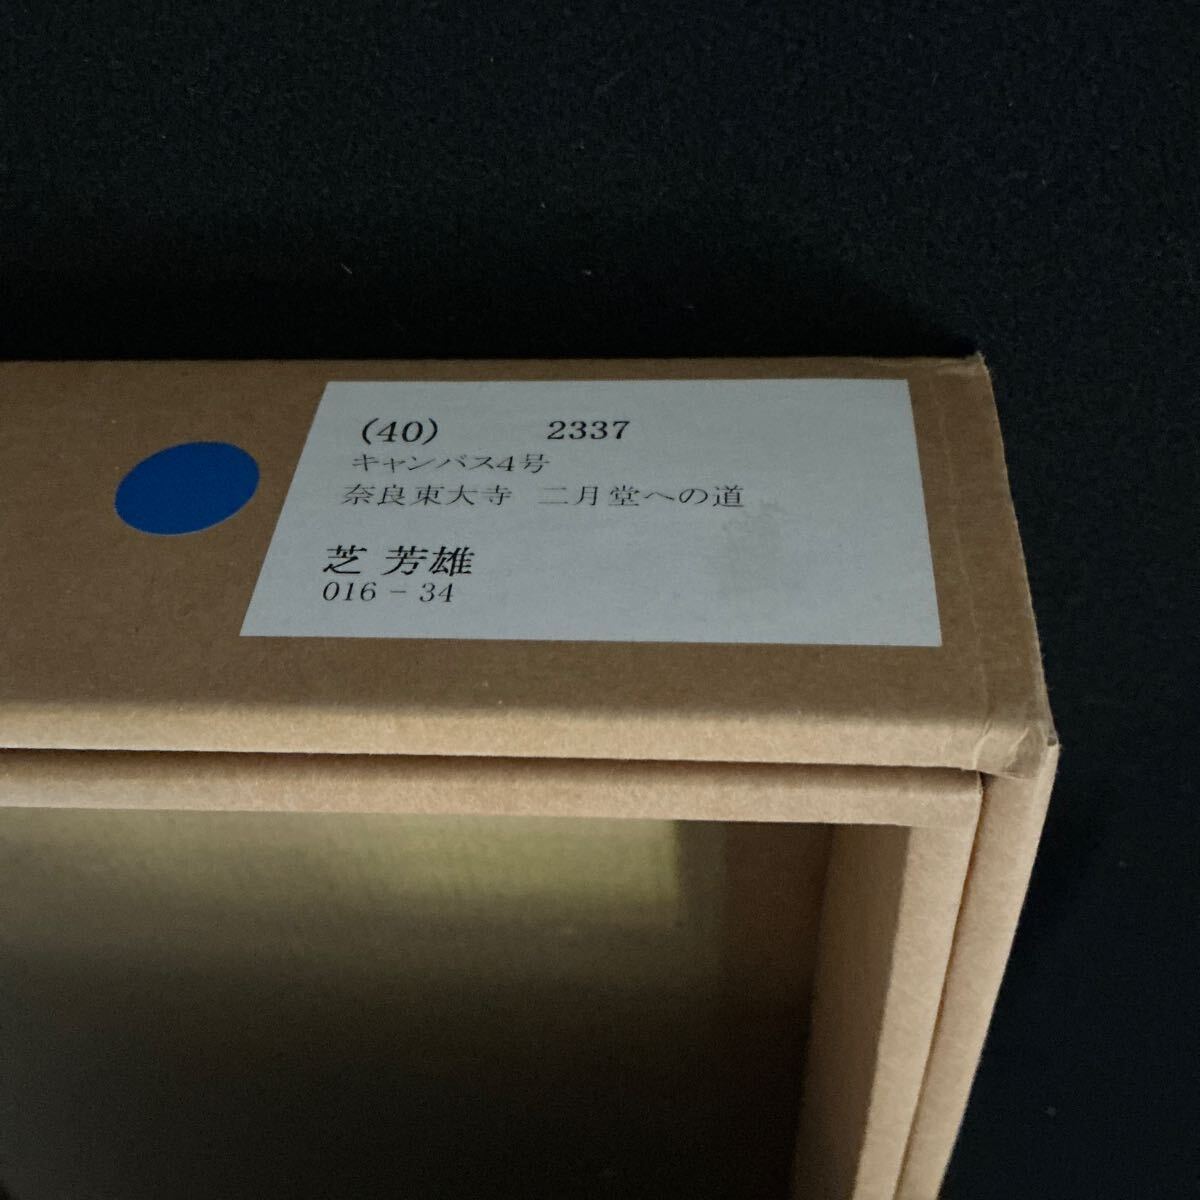 (40) 2337
キャンバス4号
奈良東大寺 二月堂への道
芝 芳雄
016-34